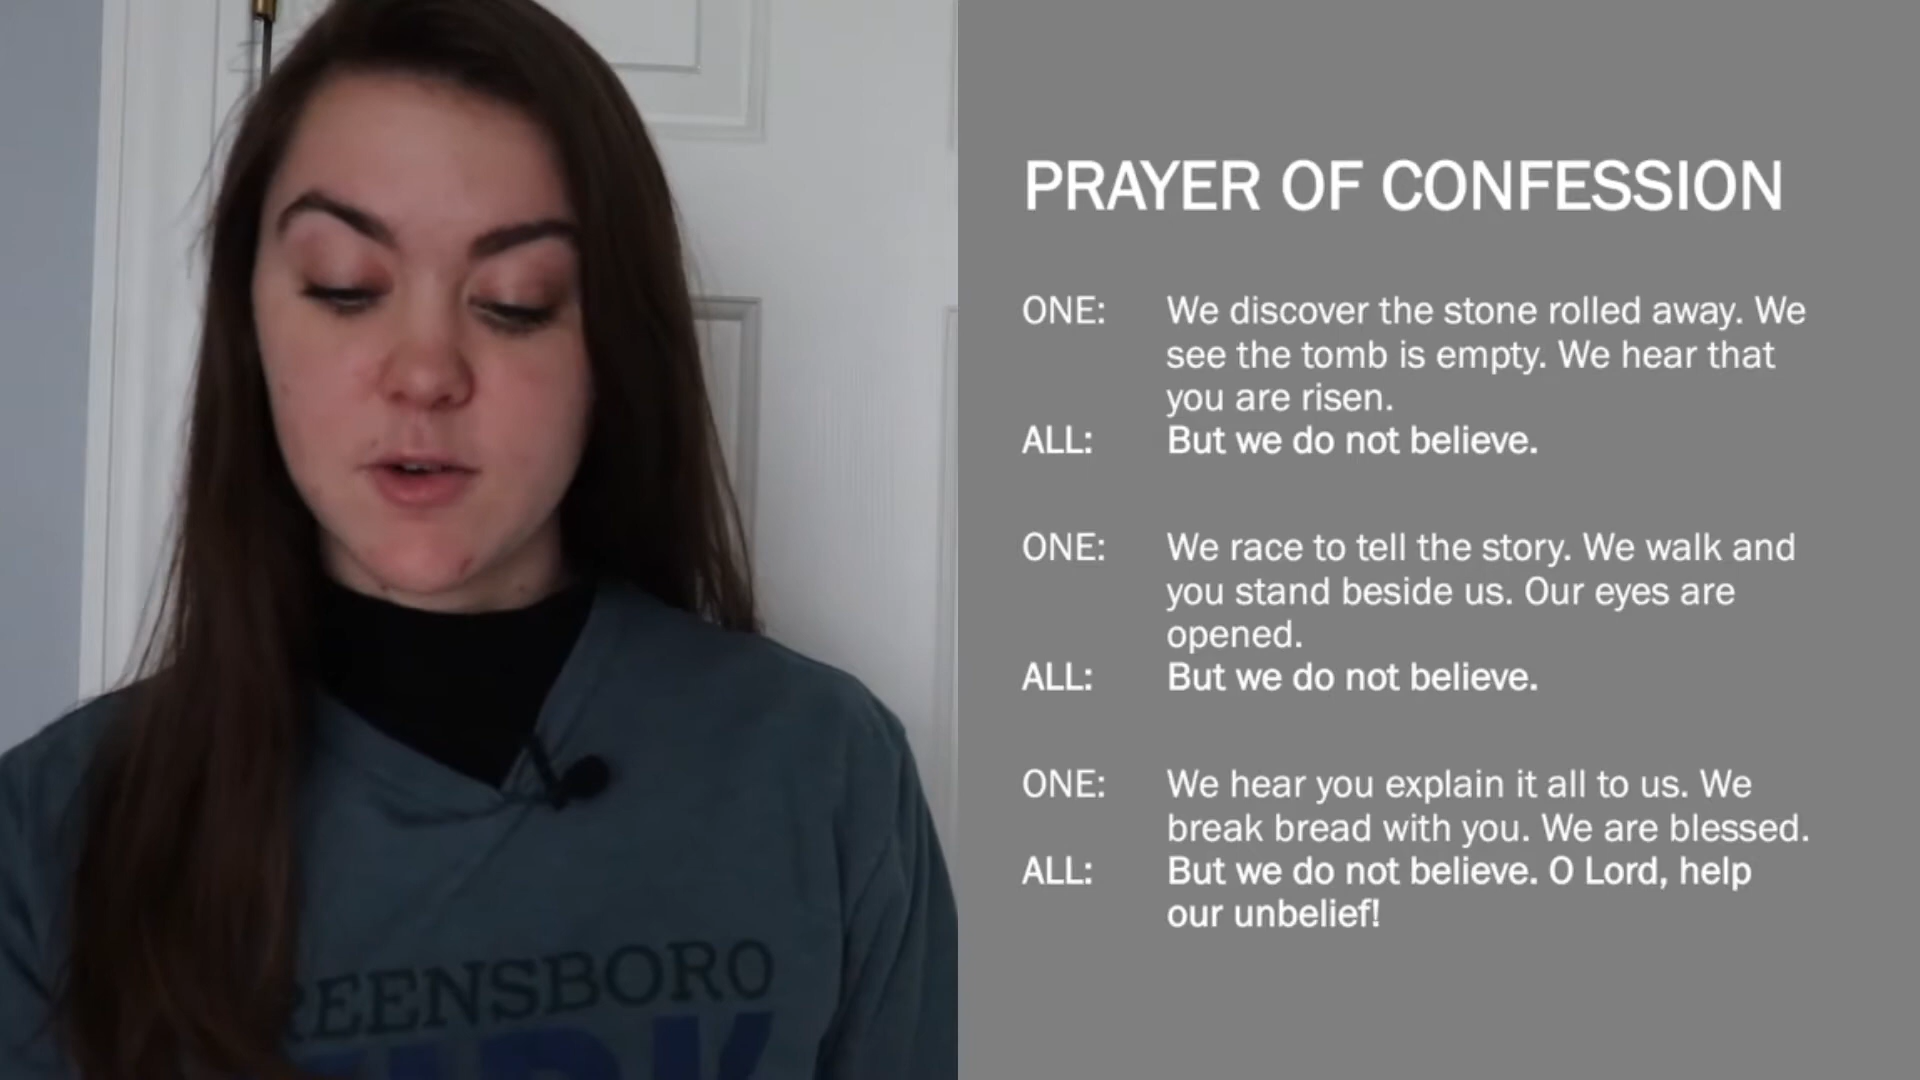 PRAYER OF CONFESSION
ONE: We discover the stone rolled away. We
see the tomb is empty. We hear that
you are risen.
ALL: But we do not believe.
ONE: We race to tell the story. We walk and
you stand beside us. Our eyes are
opened.
ALL: But we do not believe.
ONE: We hear you explain it all to us. We
break bread with you. We are blessed.
ALL: But we do not believe. O Lord, help
our unbelief!
REENSBORO